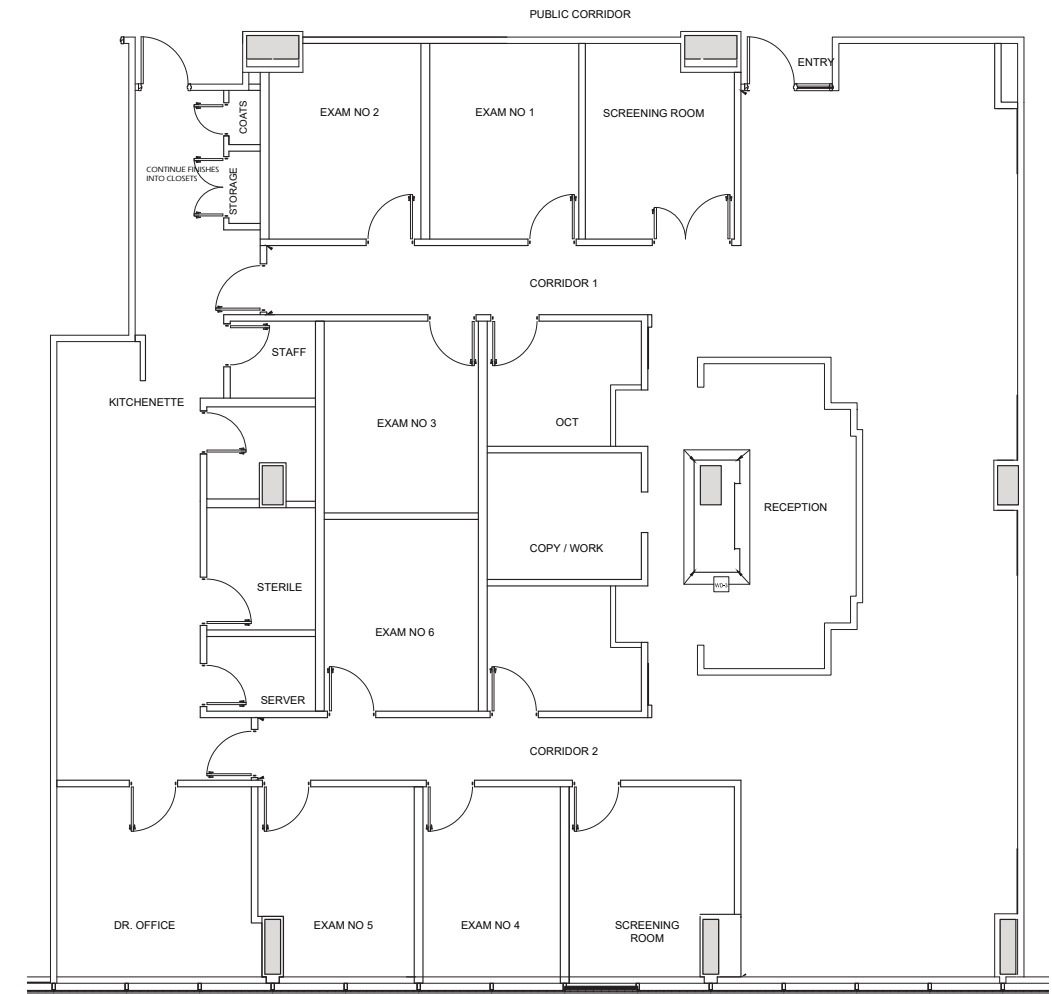 PUBLIC CORRIDOR
ENTRY
EXAM NO 2
EXAM NO 1
SCREENING ROOM
COATS
CONTINUE FINISHES
INTO CLOSETS
STORAGE
CORRIDOR 1
STAFF
KITCHENETTE
EXAM NO 3
OCT
RECEPTION
COPY / WORK
WD-3
STERILE
EXAM NO 6
SERVER
CORRIDOR 2
DR. OFFICE
EXAM NO 5
EXAM NO 4
SCREENING
ROOM